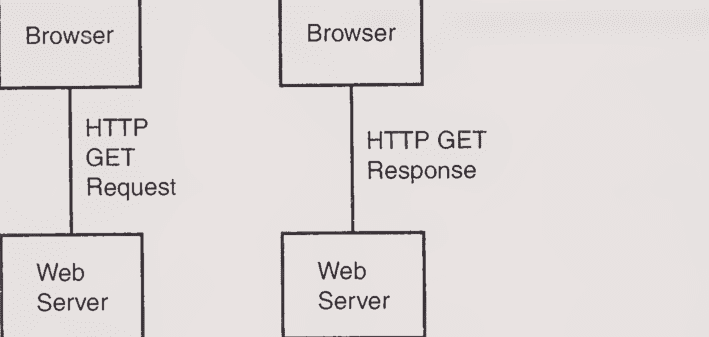 Browser
HTTP
GET
Request
Web
Server
Browser
HTTP GET
Response
Web
Server